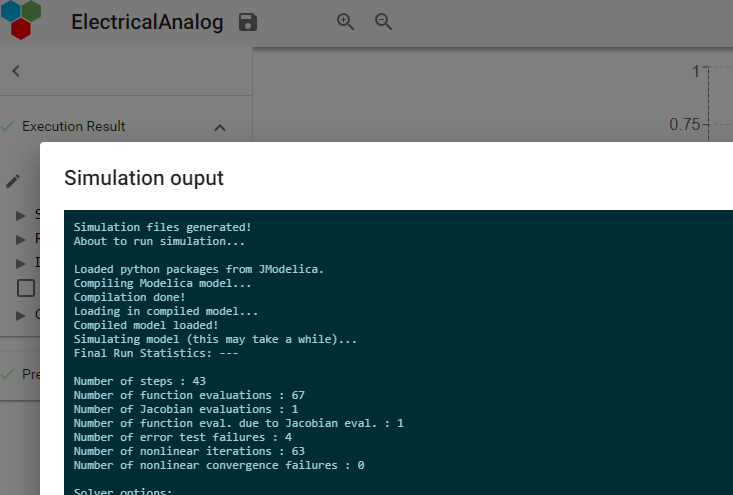 ElectricalAnalog
1
Execution Result
0.75
Simulation ouput
Simulation files generated!
About to run simulation...
Loaded python packages from JModelica.
Compiling Modelica model...
Compilation done!
Loading in compiled model...
Compiled model loaded!
Simulating model (this may take a while)...
Final Run Statistics: ---
Number of steps : 43
Number of function evaluations : 67
Number of Jacobian evaluations : 1
Number of function eval. due to Jacobian eval. : 1
Number of error test failures : 4
Number of nonlinear iterations : 63
Number of nonlinear convergence failures : 0
Solver options: